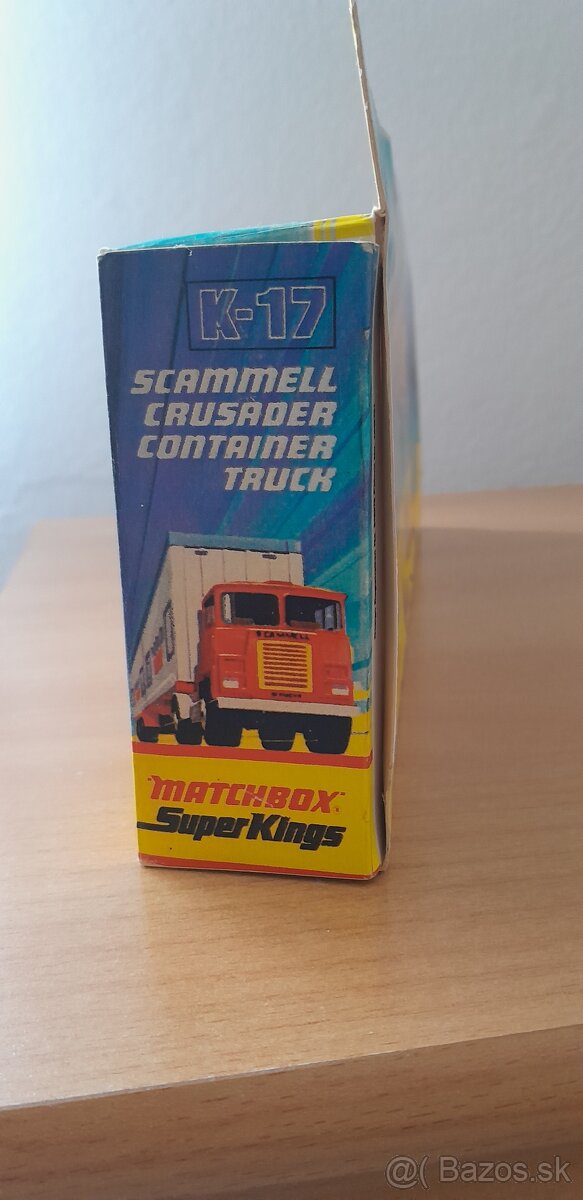 K-17
SCAMMELL
CRUSADER
CONTAINER
TRUCK
SCAMMELL
MATCHBOX
SuperKings
@( Bazos.sk